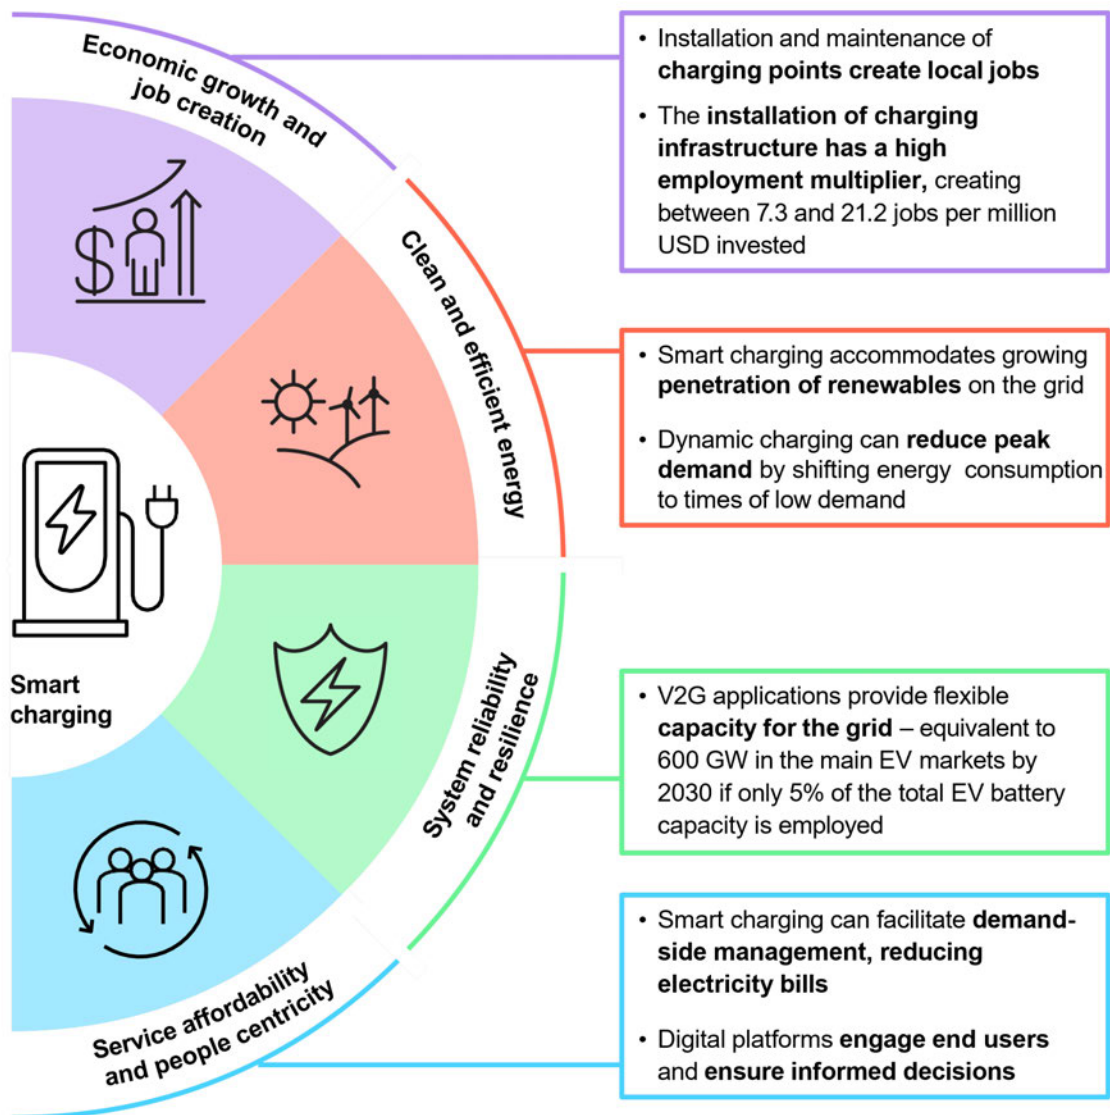 Economic growth and
job creation
• Installation and maintenance of
charging points create local jobs
• The installation of charging
infrastructure has a high
employment multiplier, creating
between 7.3 and 21.2 jobs per million
USD invested
Clean and efficient energy
• Smart charging accommodates growing
penetration of renewables on the grid
• Dynamic charging can reduce peak
demand by shifting energy consumption
to times of low demand
Smart
charging
System reliability
and resilience
• V2G applications provide flexible
capacity for the grid – equivalent to
600 GW in the main EV markets by
2030 if only 5% of the total EV battery
capacity is employed
Service affordability
and people centricity
• Smart charging can facilitate demand-
side management, reducing
electricity bills
• Digital platforms engage end users
and ensure informed decisions